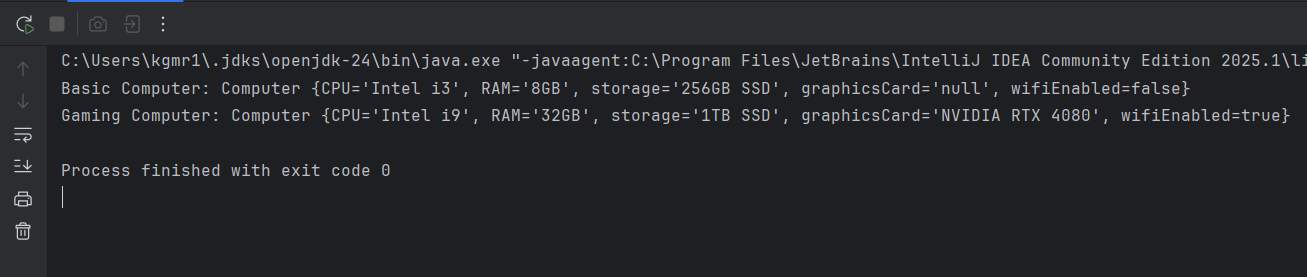 C:\Users\kgmr1\.jdks\openjdk-24\bin\java.exe "-javaagent:C:\Program Files\JetBrains\IntelliJ IDEA Community Edition 2025.1\li
Basic Computer: Computer {CPU='Intel i3', RAM='8GB', storage='256GB SSD', graphicsCard='null', wifiEnabled=false}
Gaming Computer: Computer {CPU='Intel i9', RAM='32GB', storage='1TB SSD', graphicsCard='NVIDIA RTX 4080', wifiEnabled=true}
Process finished with exit code 0